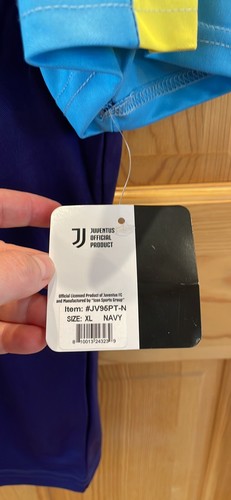 JUVENTUS
OFFICIAL
PRODUCT
Official Licensed Product of Juventus FC
and Manufactured by "Icon Sports Group"
Item: #JV95PT-N
SIZE: XL NAVY